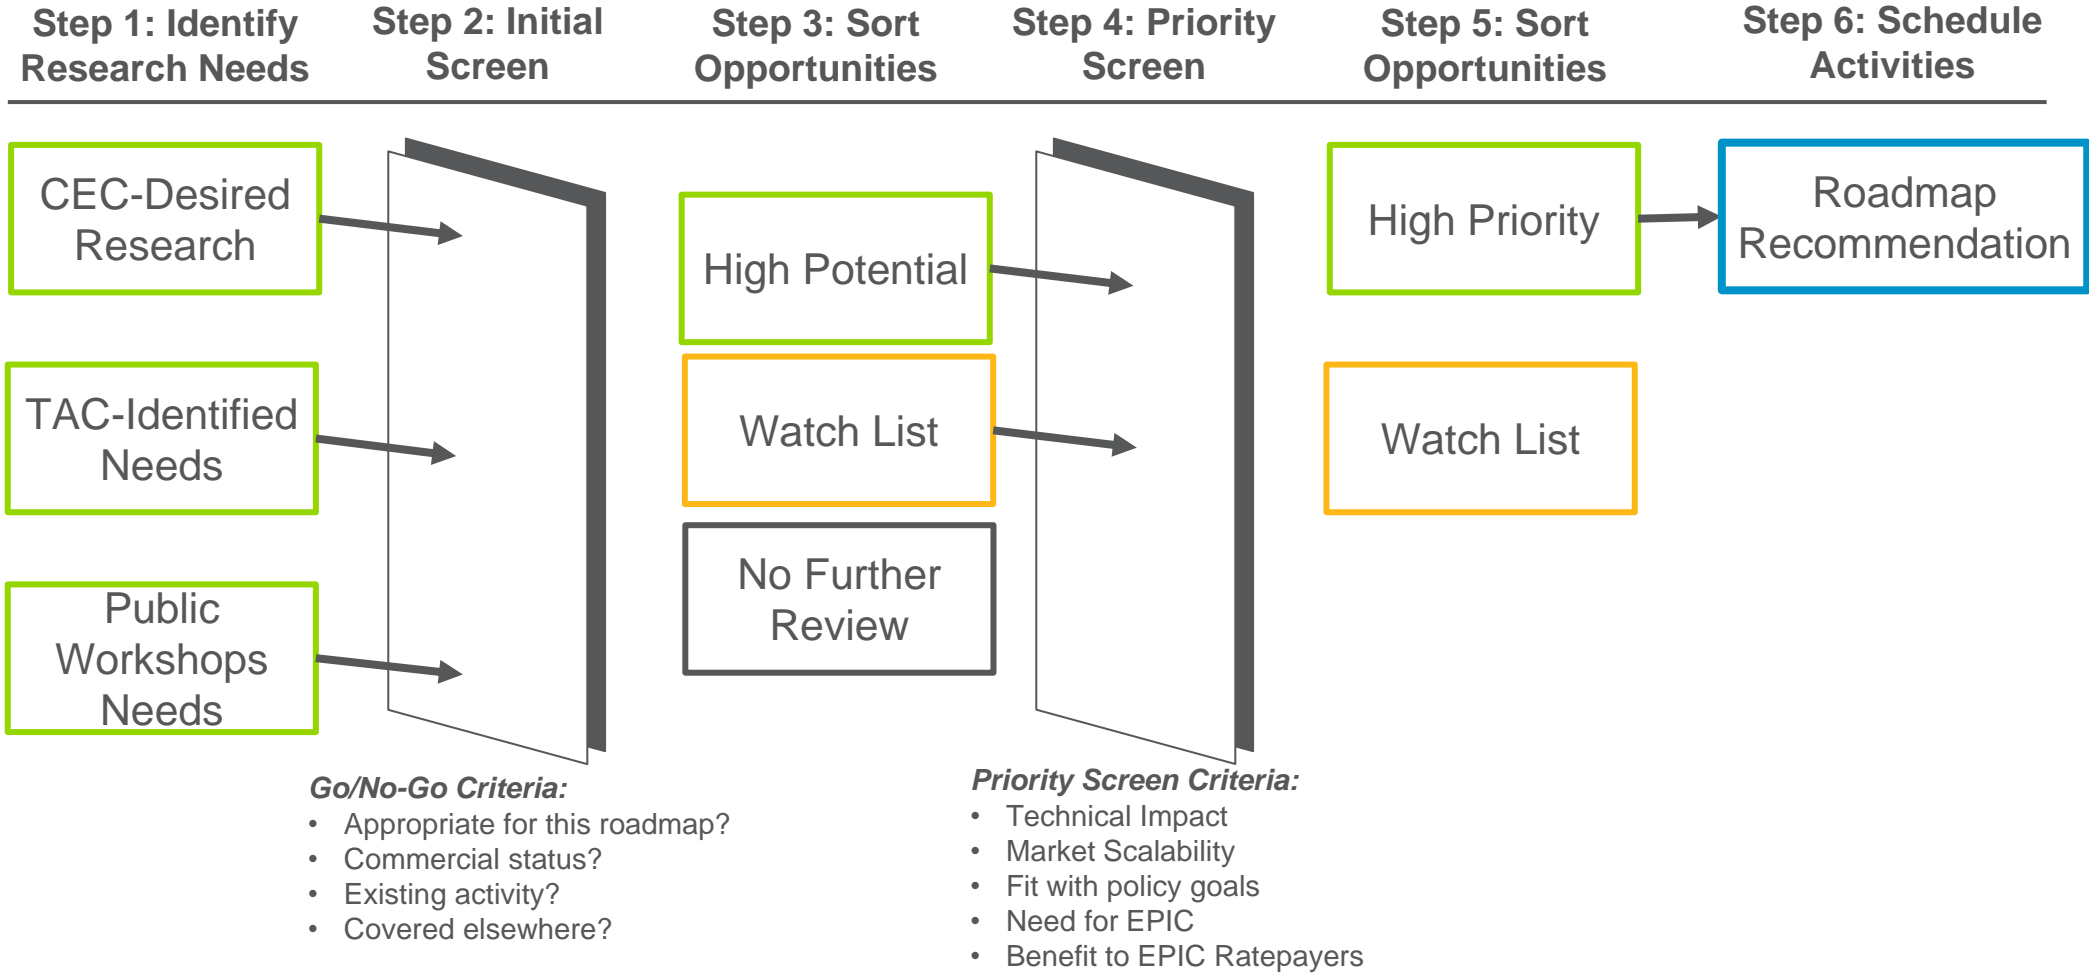 Step 1: Identify
Research Needs
Step 2: Initial
Screen
Step 3: Sort
Opportunities
Step 4: Priority
Screen
Step 5: Sort
Opportunities
Step 6: Schedule
Activities
CEC-Desired
Research
TAC-Identified
Needs
Public
Workshops
Needs
High Potential
Watch List
No Further
Review
High Priority
Watch List
Roadmap
Recommendation
Go/No-Go Criteria:
• Appropriate for this roadmap?
• Commercial status?
• Existing activity?
• Covered elsewhere?
Priority Screen Criteria:
• Technical Impact
• Market Scalability
• Fit with policy goals
• Need for EPIC
• Benefit to EPIC Ratepayers